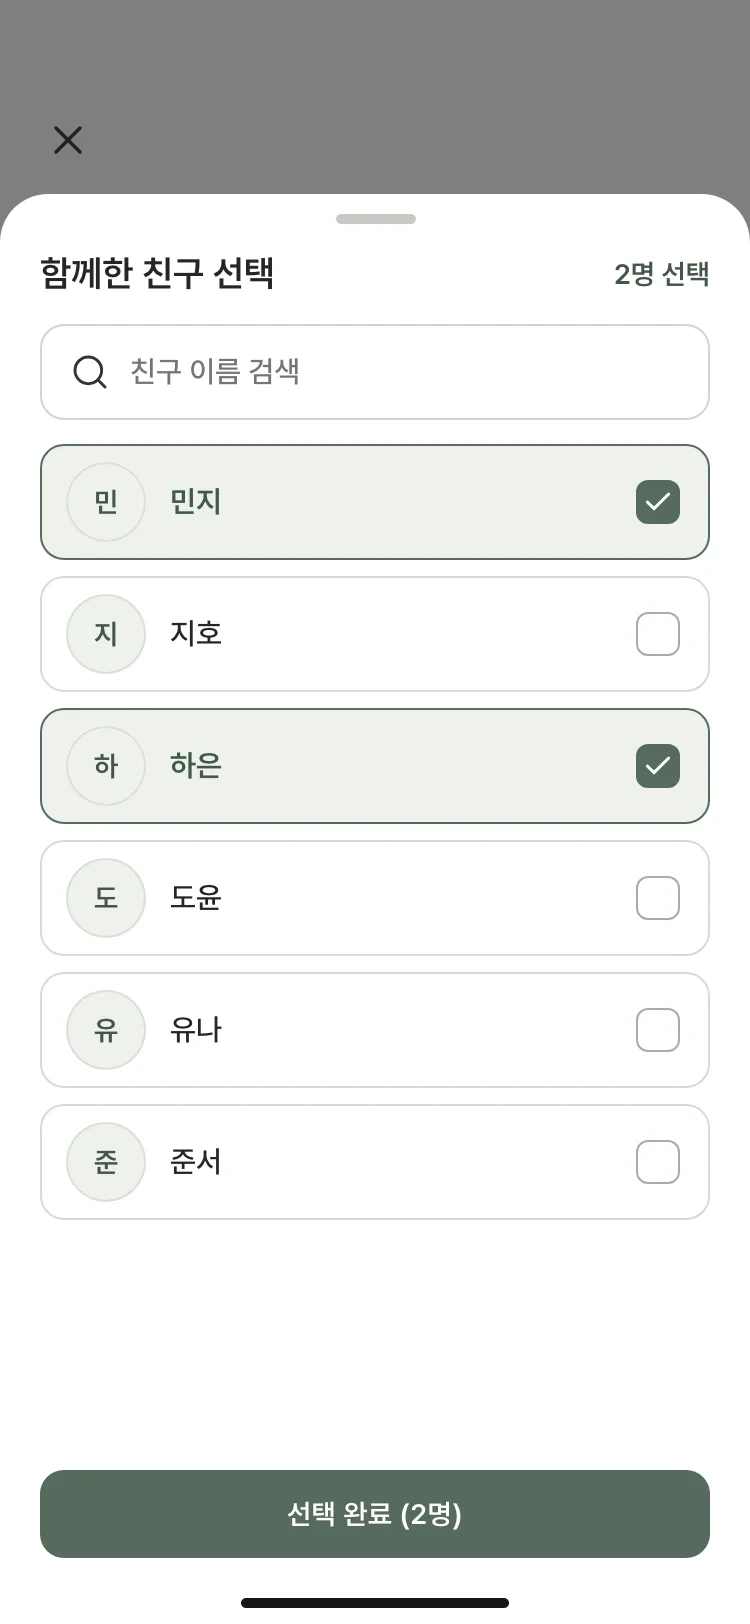 함께한 친구 선택
2명 선택
친구 이름 검색
민 민지
지 지호
하 하은
도 도윤
유 유나
준 준서
선택 완료 (2명)